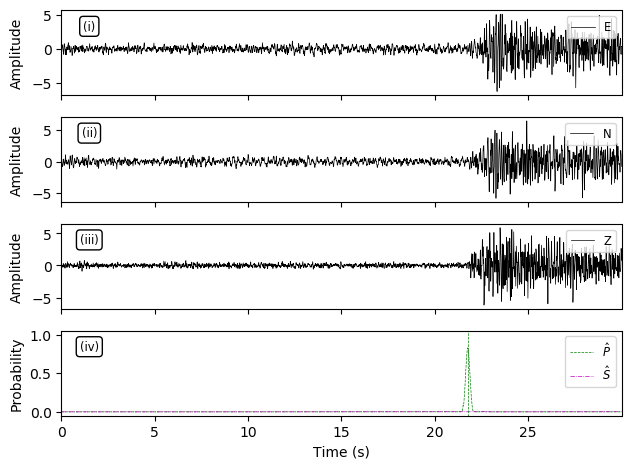 Amplitude
5
0
−5
(i)
E
Amplitude
5
0
−5
(ii)
N
Amplitude
5
0
−5
(iii)
Z
Probability
1.0
0.5
0.0
(iv)
P̂
Ŝ
0 5 10 15 20 25
Time (s)